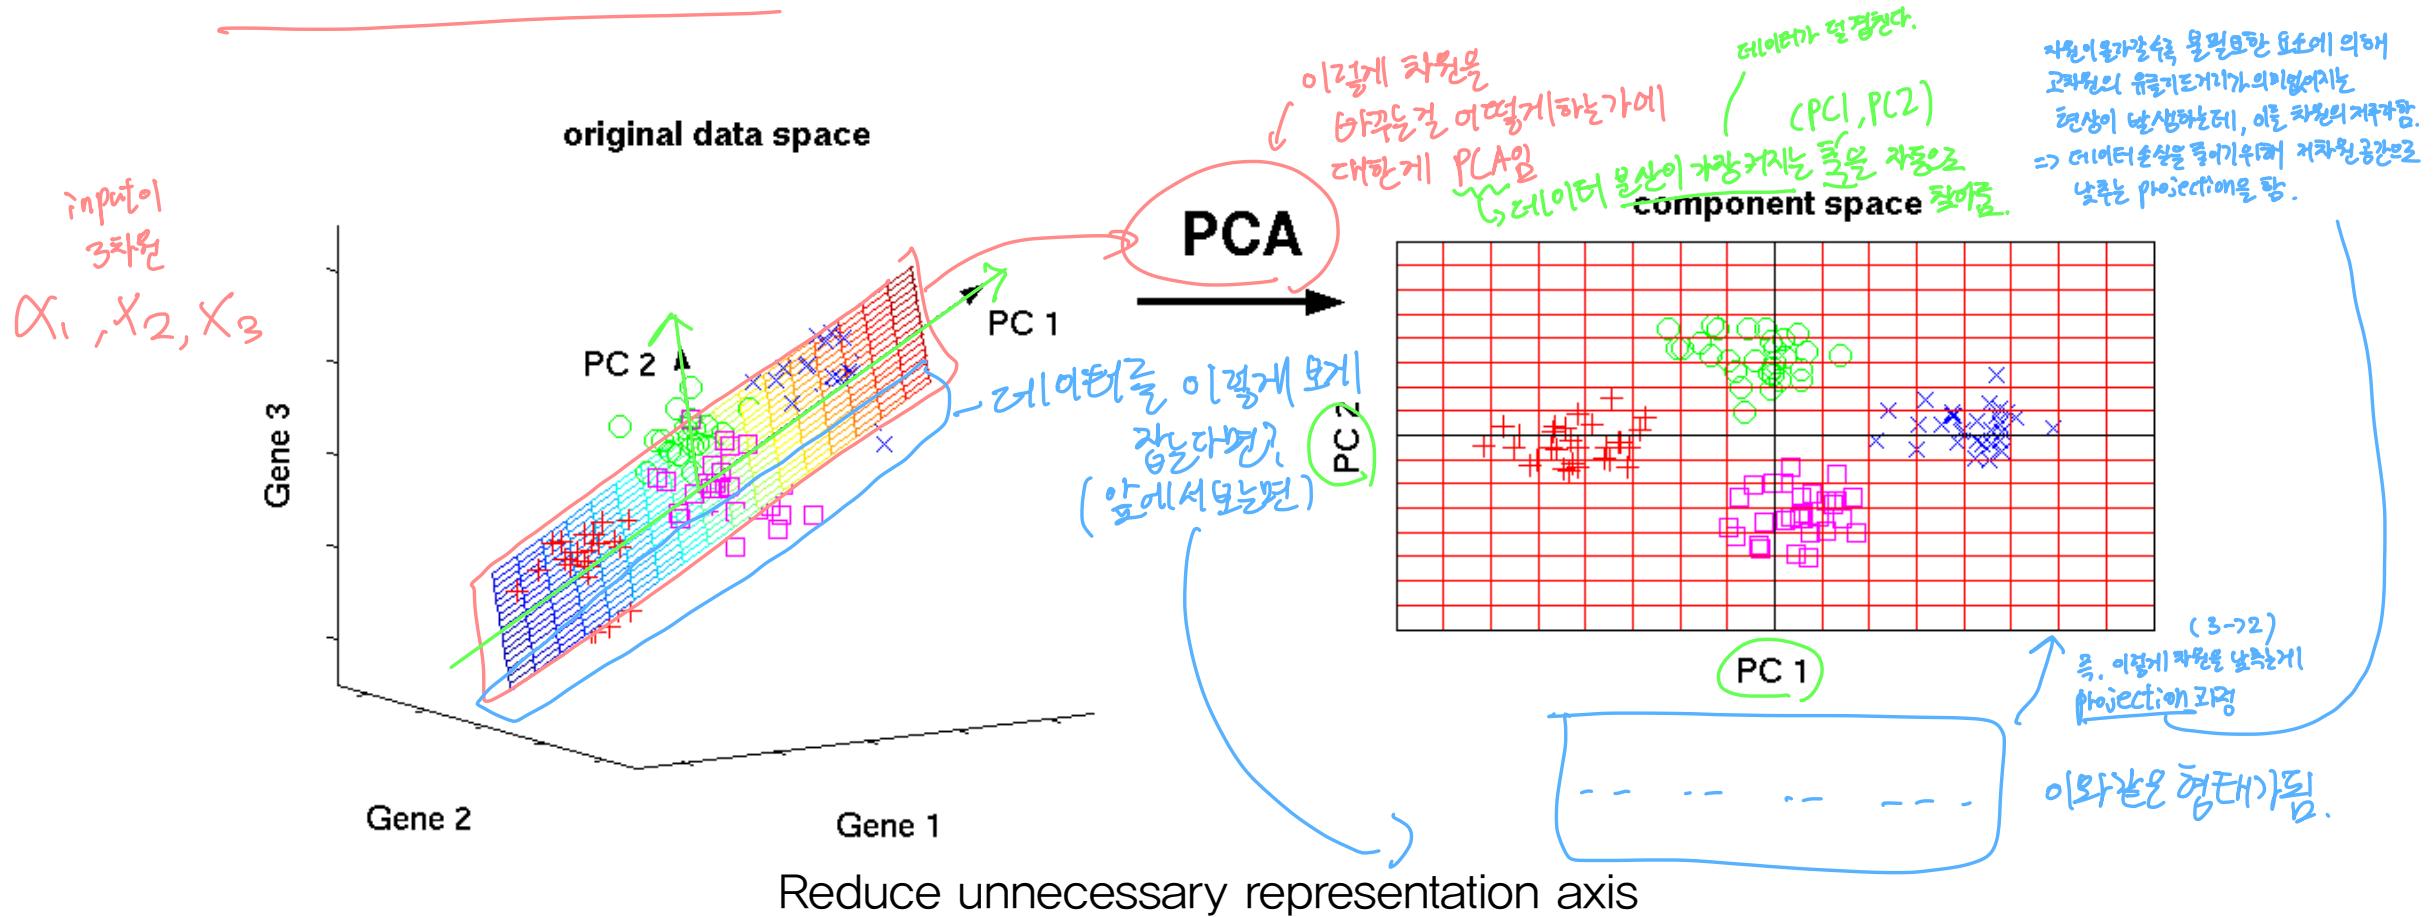 original data space
input이
3차원
x1, x2, x3
Gene 3
Gene 2
Gene 1
PC 2
PC 1
이렇게 차원을
바꾸는걸 어떻게하는가에
대한게 PCA임
PCA
데이터가 덜 겹친다.
(PC1, PC2)
데이터 분산이 가장 커지는 축을 자동으로
찾아줌.
component space
차원이 올라갈수록 불필요한 요소에 의해
고차원의 유클리드거리가 의미없어지는
현상이 발생하는데, 이를 차원의 저주라함.
=> 데이터손실을 줄이기위해 저차원 공간으로
낮추는 projection을 함.
데이터를 이렇게 보게
잡는다면?
(앞에서 보는면)
PC 2
PC 1
(3->2)
즉, 이렇게 차원을 낮추는게
projection 과정
이와같은 형태가됨.
Reduce unnecessary representation axis